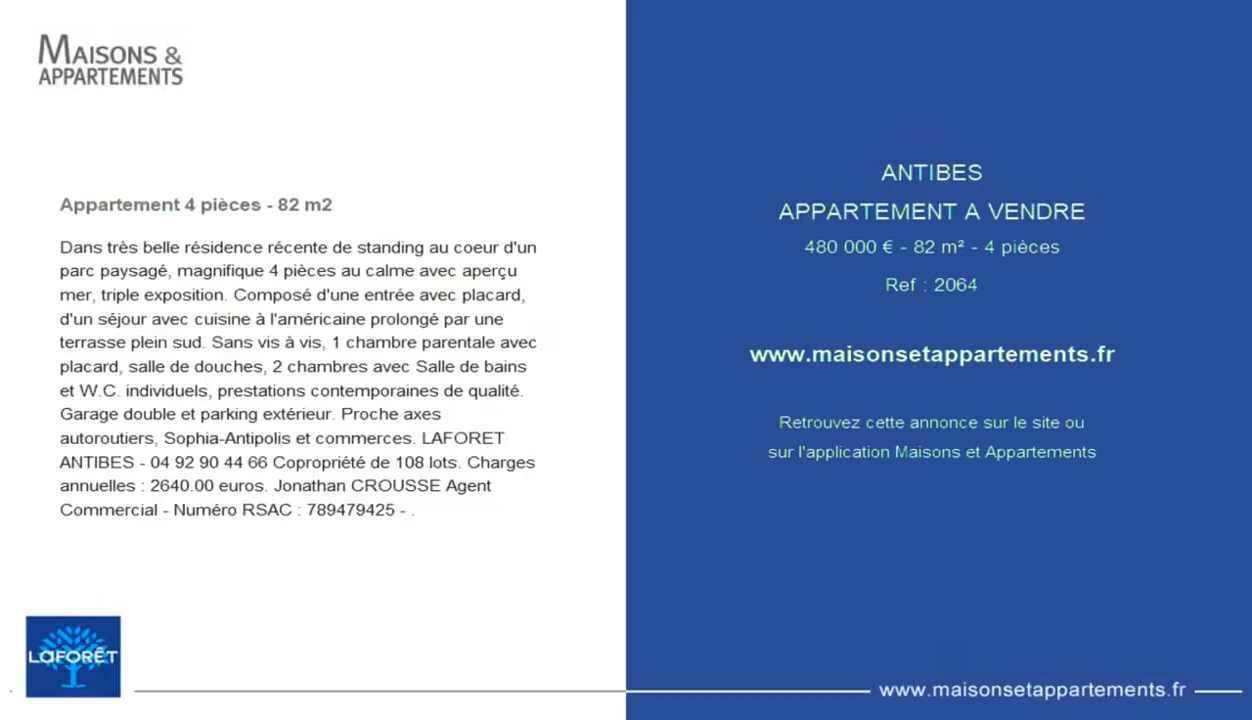 MAISONS &
APPARTEMENTS
Appartement 4 pièces - 82 m2
Dans très belle résidence récente de standing au coeur d'un
parc paysagé, magnifique 4 pièces au calme avec aperçu
mer, triple exposition. Composé d'une entrée avec placard,
d'un séjour avec cuisine à l'américaine prolongé par une
terrasse plein sud. Sans vis à vis, 1 chambre parentale avec
placard, salle de douches, 2 chambres avec Salle de bains
et W.C. individuels, prestations contemporaines de qualité.
Garage double et parking extérieur. Proche axes
autoroutiers, Sophia-Antipolis et commerces. LAFORET
ANTIBES - 04 92 90 44 66 Copropriété de 108 lots. Charges
annuelles : 2640.00 euros. Jonathan CROUSSE Agent
Commercial - Numéro RSAC : 789479425 - .
LAFORÊT
ANTIBES
APPARTEMENT A VENDRE
480 000 € - 82 m² - 4 pièces
Ref : 2064
www.maisonsetappartements.fr
Retrouvez cette annonce sur le site ou
sur l'application Maisons et Appartements
www.maisonsetappartements.fr